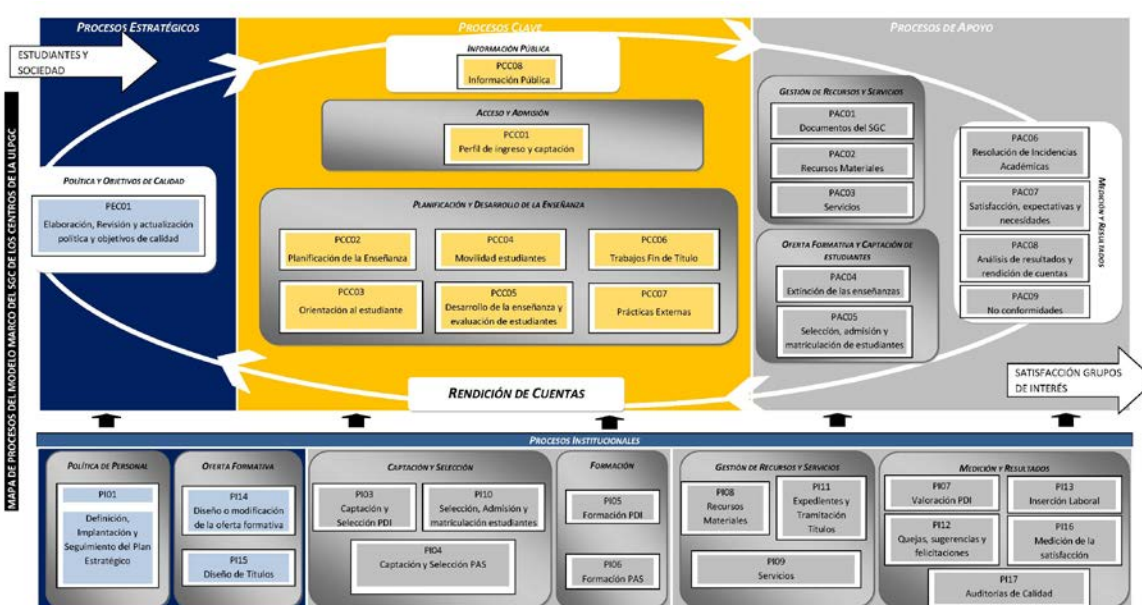 PROCESOS ESTRATÉGICOS
PROCESOS CLAVE
PROCESOS DE APOYO
ESTUDIANTES Y
SOCIEDAD
MAPA DE PROCESOS DEL MODELO MARCO DEL SGC DE LOS CENTROS DE LA ULPGC
POLÍTICA Y OBJETIVOS DE CALIDAD
PEC01
Elaboración, Revisión y actualización
política y objetivos de calidad
INFORMACIÓN PÚBLICA
PCC08
Información Pública
ACCESO Y ADMISIÓN
PCC01
Perfil de ingreso y captación
PLANIFICACIÓN Y DESARROLLO DE LA ENSEÑANZA
PCC02
Planificación de la Enseñanza
PCC04
Movilidad estudiantes
PCC06
Trabajos Fin de Título
PCC03
Orientación al estudiante
PCC05
Desarrollo de la enseñanza y
evaluación de estudiantes
PCC07
Prácticas Externas
RENDICIÓN DE CUENTAS
GESTIÓN DE RECURSOS Y SERVICIOS
PAC01
Documentos del SGC
PAC02
Recursos Materiales
PAC03
Servicios
OFERTA FORMATIVA Y CAPTACIÓN DE
ESTUDIANTES
PAC04
Extinción de las enseñanzas
PAC05
Selección, admisión y
matriculación de estudiantes
PAC06
Resolución de Incidencias
Académicas
PAC07
Satisfacción, expectativas y
necesidades
PAC08
Análisis de resultados y
rendición de cuentas
PAC09
No conformidades
MEDICIÓN Y RESULTADOS
SATISFACCIÓN GRUPOS
DE INTERÉS
PROCESOS INSTITUCIONALES
POLÍTICA DE PERSONAL
PI01
Definición,
Implantación y
Seguimiento del Plan
Estratégico
OFERTA FORMATIVA
PI14
Diseño o modificación
de la oferta formativa
PI15
Diseño de Títulos
CAPTACIÓN Y SELECCIÓN
PI03
Captación y
Selección PDI
PI10
Selección, Admisión y
matriculación estudiantes
PI04
Captación y Selección PAS
FORMACIÓN
PI05
Formación PDI
PI06
Formación PAS
GESTIÓN DE RECURSOS Y SERVICIOS
PI08
Recursos
Materiales
PI11
Expedientes y
Tramitación
Títulos
PI09
Servicios
MEDICIÓN Y RESULTADOS
PI07
Valoración PDI
PI13
Inserción Laboral
PI12
Quejas, sugerencias y
felicitaciones
PI16
Medición de la
satisfacción
PI17
Auditorías de Calidad